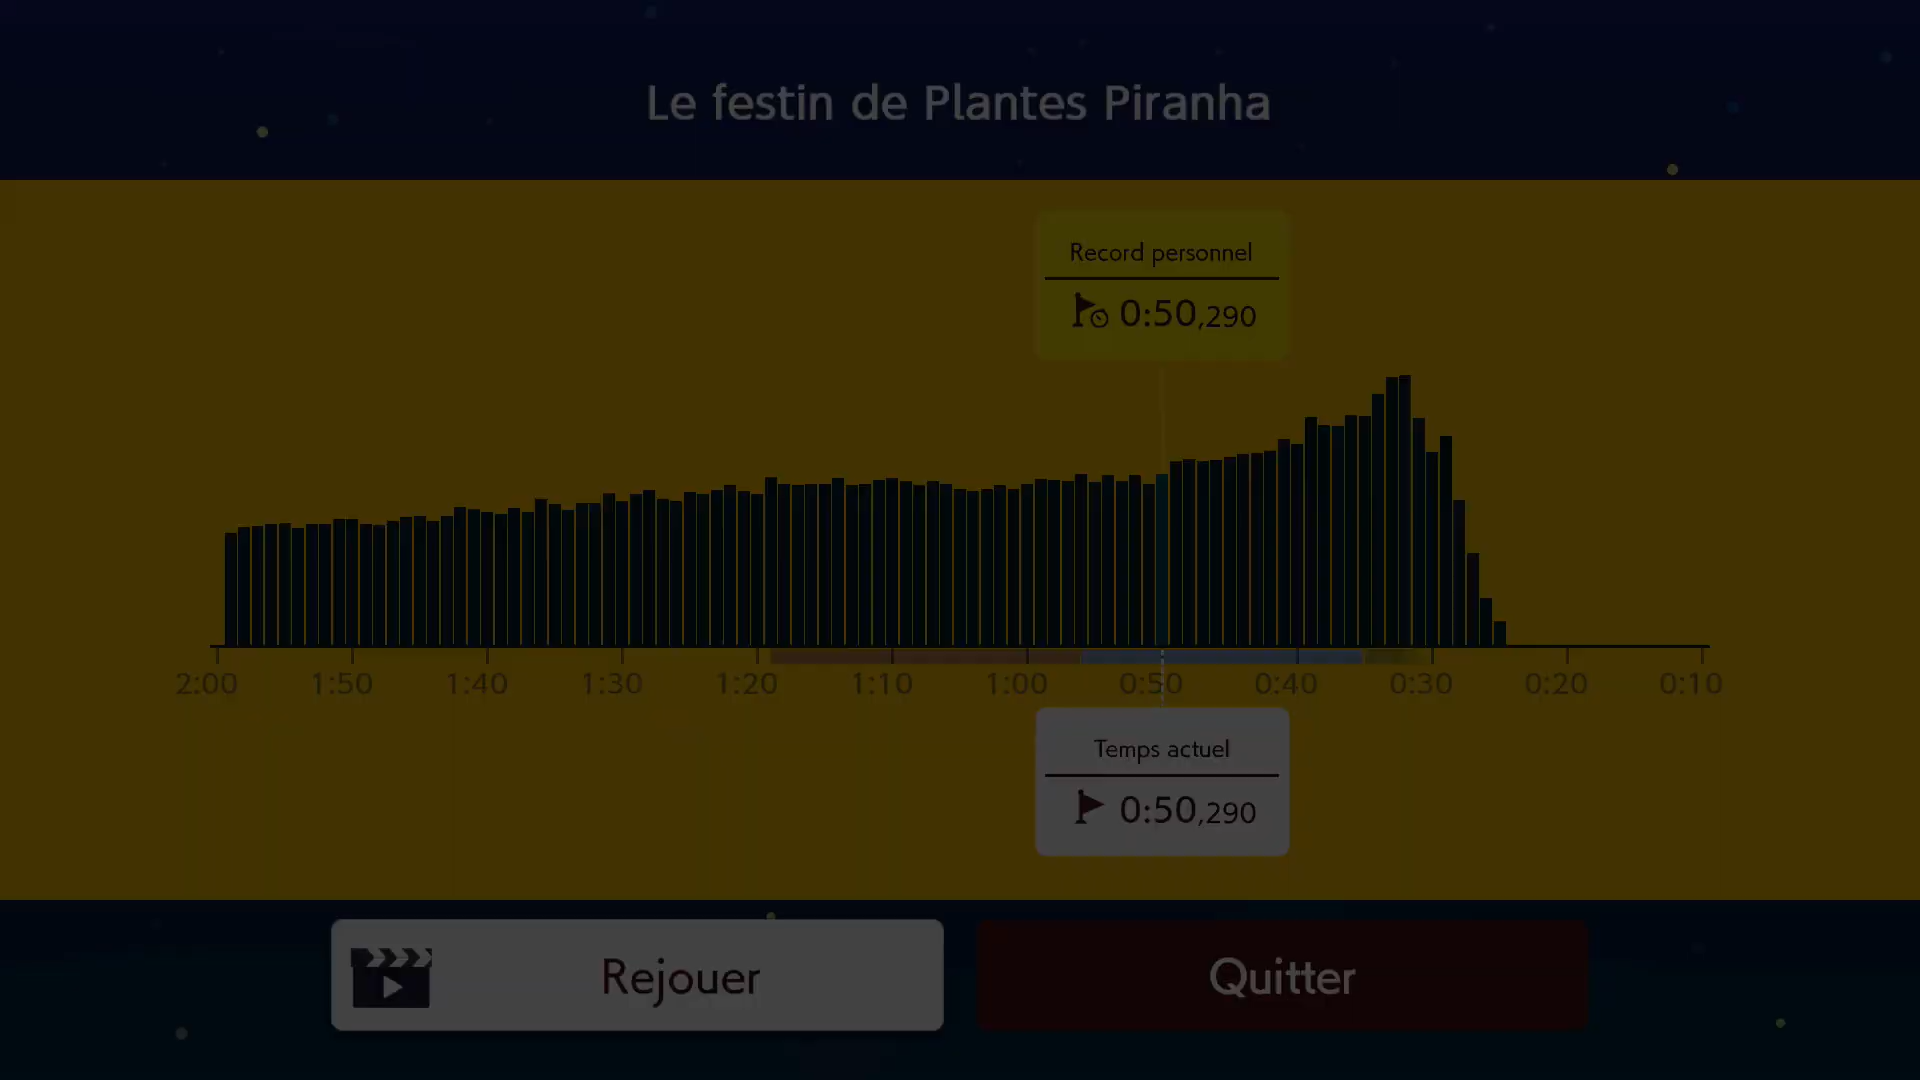 Le festin de Plantes Piranha
Record personnel
0:50,290
2:00 1:50 1:40 1:30 1:20 1:10 1:00 0:50 0:40 0:30 0:20 0:10
Temps actuel
0:50,290
Rejouer
Quitter